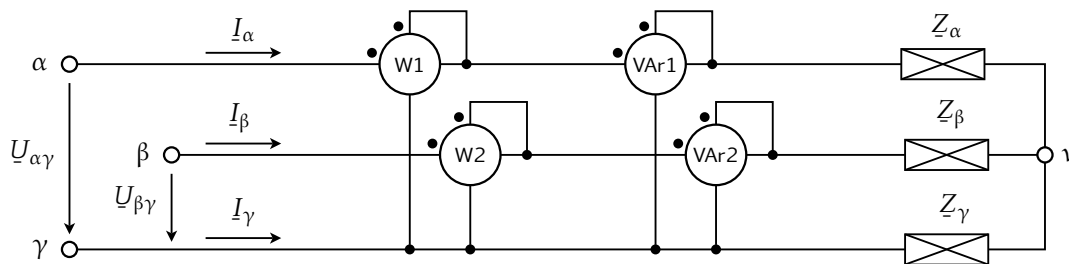 I̲α
Z̲α
α
W1
VAr1
I̲β
Z̲β
U̲αγ
β
W2
VAr2
ν
U̲βγ
I̲γ
Z̲γ
γ